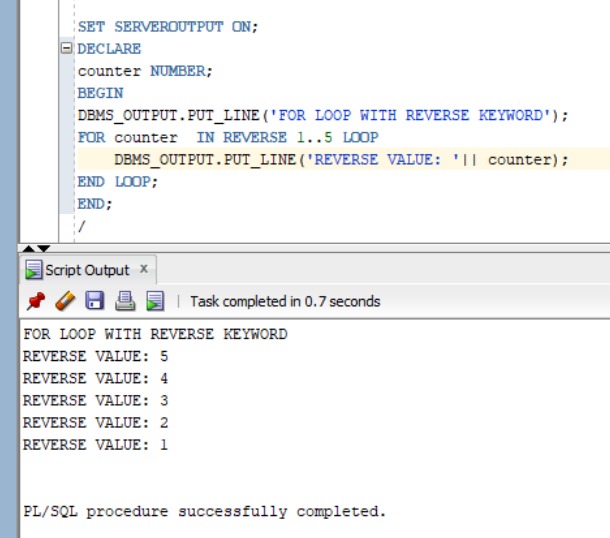 SET SERVEROUTPUT ON;
DECLARE
counter NUMBER;
BEGIN
DBMS_OUTPUT.PUT_LINE('FOR LOOP WITH REVERSE KEYWORD');
FOR counter  IN REVERSE 1..5 LOOP
    DBMS_OUTPUT.PUT_LINE('REVERSE VALUE: '|| counter);
END LOOP;
END;
/
Script Output x
Task completed in 0.7 seconds
FOR LOOP WITH REVERSE KEYWORD
REVERSE VALUE: 5
REVERSE VALUE: 4
REVERSE VALUE: 3
REVERSE VALUE: 2
REVERSE VALUE: 1
PL/SQL procedure successfully completed.